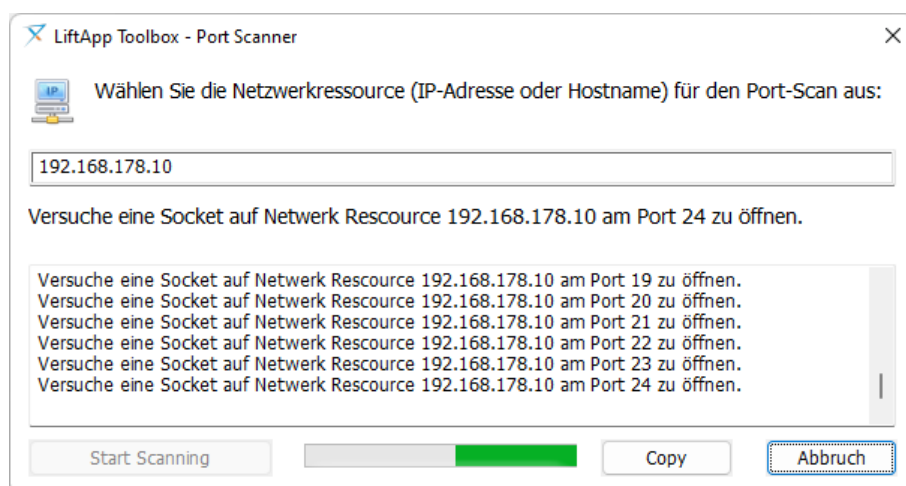 LiftApp Toolbox - Port Scanner
IP
Wählen Sie die Netzwerkressource (IP-Adresse oder Hostname) für den Port-Scan aus:
192.168.178.10
Versuche eine Socket auf Netwerk Rescource 192.168.178.10 am Port 24 zu öffnen.
Versuche eine Socket auf Netwerk Rescource 192.168.178.10 am Port 19 zu öffnen.
Versuche eine Socket auf Netwerk Rescource 192.168.178.10 am Port 20 zu öffnen.
Versuche eine Socket auf Netwerk Rescource 192.168.178.10 am Port 21 zu öffnen.
Versuche eine Socket auf Netwerk Rescource 192.168.178.10 am Port 22 zu öffnen.
Versuche eine Socket auf Netwerk Rescource 192.168.178.10 am Port 23 zu öffnen.
Versuche eine Socket auf Netwerk Rescource 192.168.178.10 am Port 24 zu öffnen.
Start Scanning Copy Abbruch